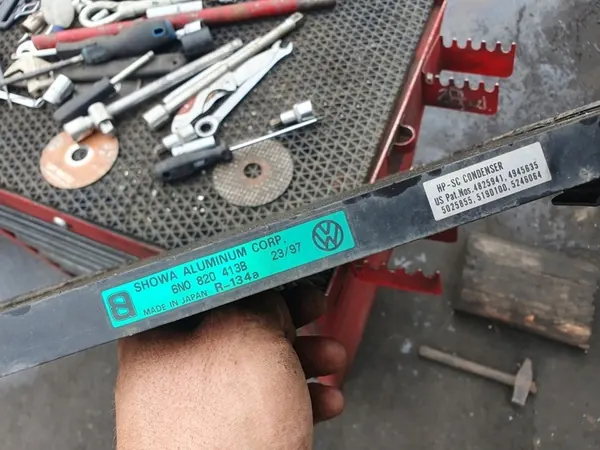 SHOWA ALUMINUM CORP.
6N0 820 413B 23/97
MADE IN JAPAN R-134a
HP-SC CONDENSER
US Pat.Nos.4825941, 4945635
5025855, 5190100, 5246064